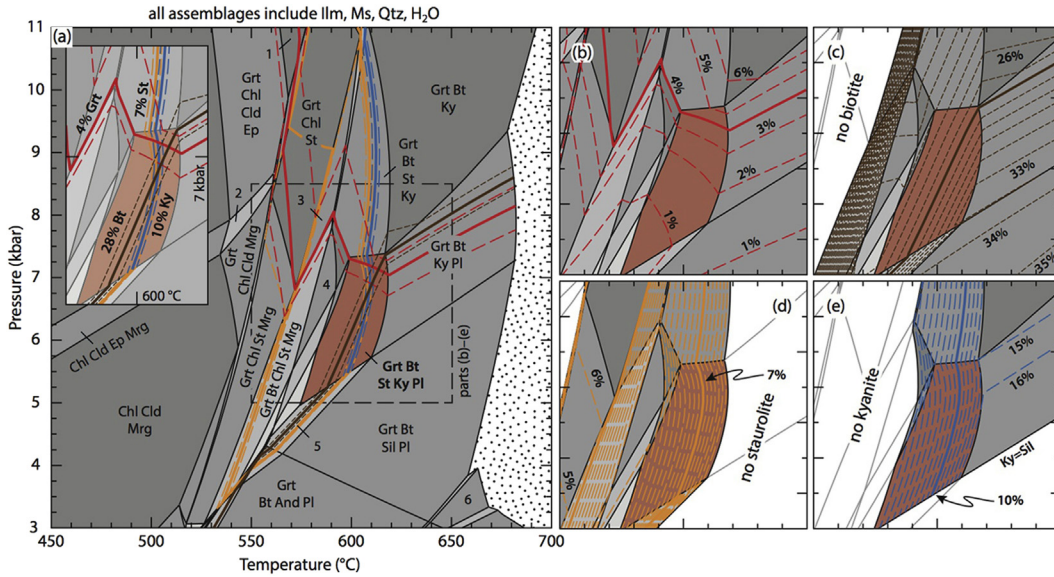 all assemblages include Ilm, Ms, Qtz, H₂O
(a)
11
10
9
8
7
6
5
4
3
Pressure (kbar)
450
500
550
600
650
700
Temperature (°C)
4% Grt
7% St
28% Bt
10% Ky
7 kbar
600 °C
1
Grt
Chl
Cld
Ep
Grt
Chl
St
Grt Bt
Ky
Grt
Bt
St
Ky
2
3
4
Grt
Chl Cld Mrg
Grt Bt
Ky Pl
Chl Cld Ep Mrg
Grt Chl St Mrg
Grt Bt Chl St Mrg
Grt Bt
St Ky Pl
parts (b)–(e)
Chl Cld
Mrg
5
Grt Bt
Sil Pl
Grt
Bt And Pl
6
(b)
4%
5%
6%
3%
2%
1%
1%
(c)
no biotite
26%
33%
34%
35%
(d)
6%
7%
5%
no staurolite
(e)
no kyanite
15%
16%
Ky=Sil
10%